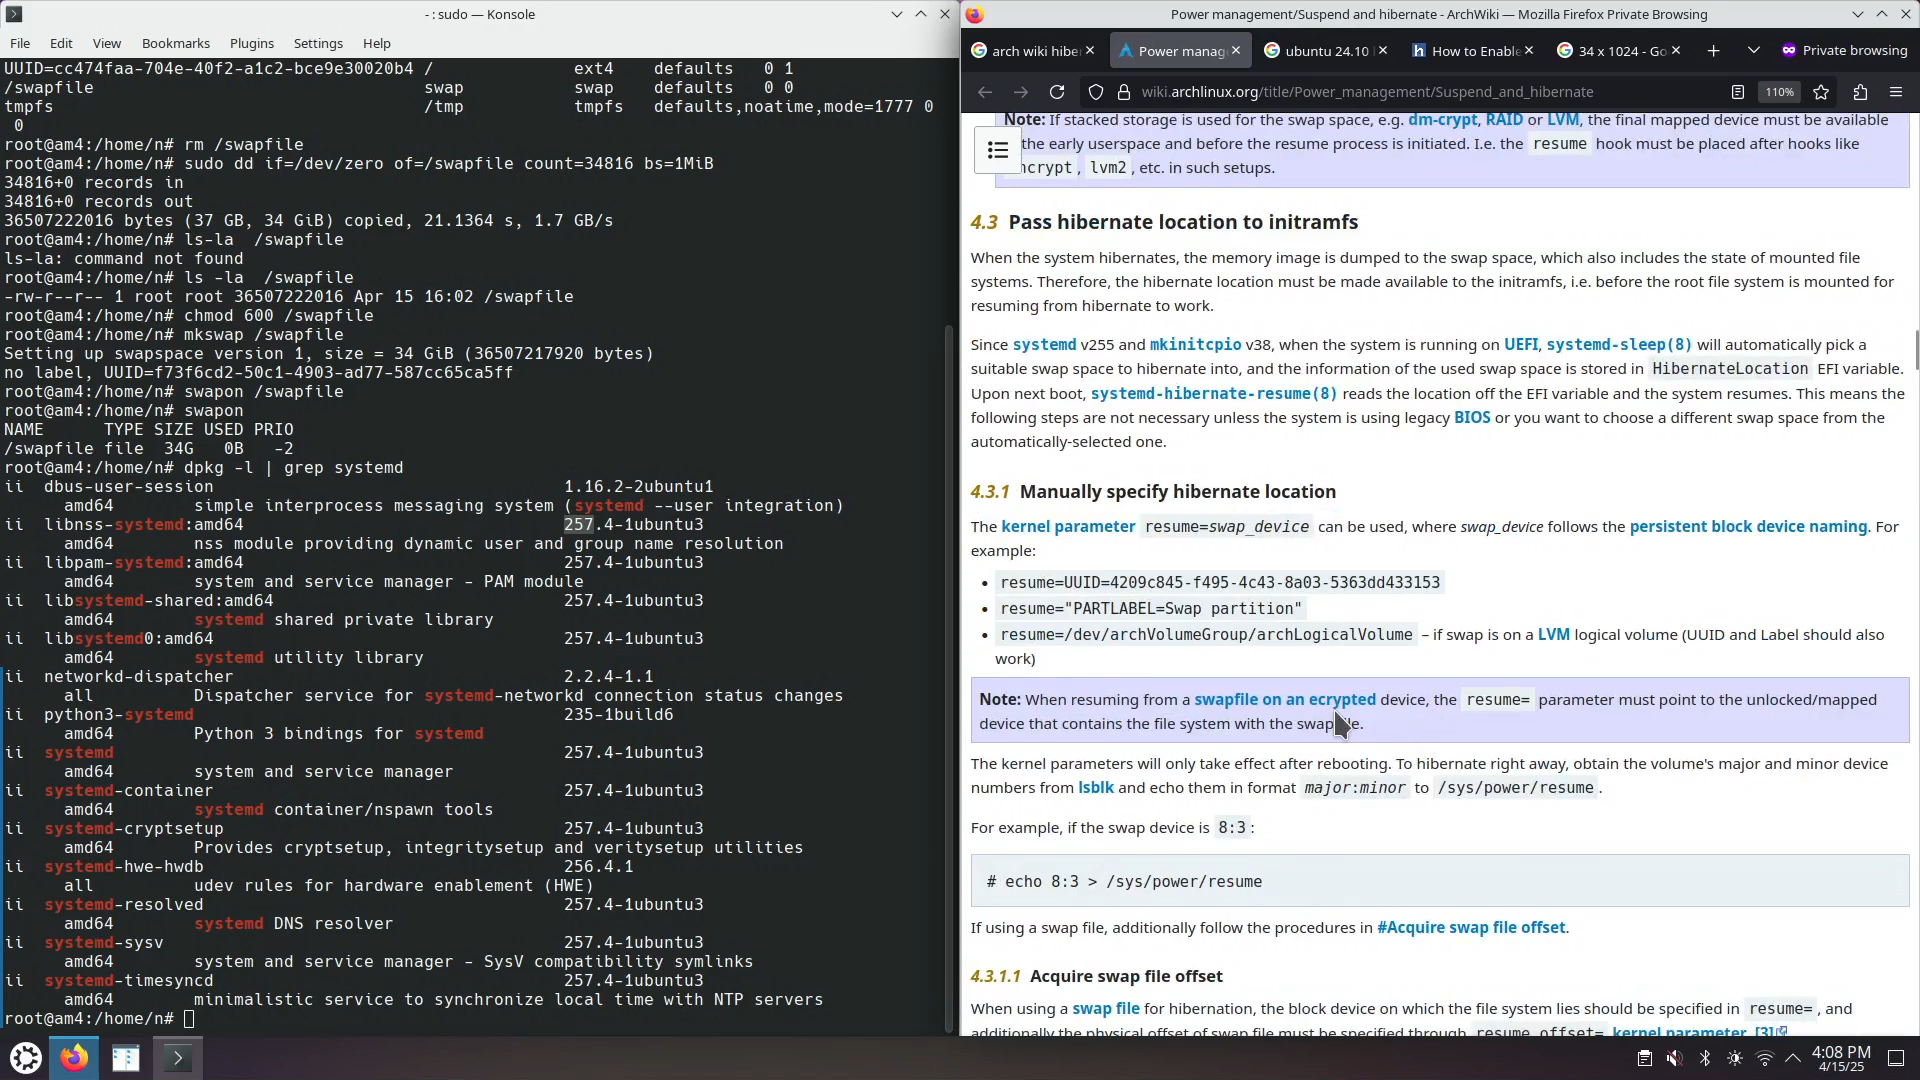 - : sudo — Konsole
File Edit View Bookmarks Plugins Settings Help
UUID=cc474faa-704e-40f2-a1c2-bce9e30020b4 / ext4 defaults 0 1
/swapfile swap swap defaults 0 0
tmpfs /tmp tmpfs defaults,noatime,mode=1777 0
0
root@am4:/home/n# rm /swapfile
root@am4:/home/n# sudo dd if=/dev/zero of=/swapfile count=34816 bs=1MiB
34816+0 records in
34816+0 records out
36507222016 bytes (37 GB, 34 GiB) copied, 21.1364 s, 1.7 GB/s
root@am4:/home/n# ls-la  /swapfile
ls-la: command not found
root@am4:/home/n# ls -la  /swapfile
-rw-r--r-- 1 root root 36507222016 Apr 15 16:02 /swapfile
root@am4:/home/n# chmod 600 /swapfile
root@am4:/home/n# mkswap /swapfile
Setting up swapspace version 1, size = 34 GiB (36507217920 bytes)
no label, UUID=f73f6cd2-50c1-4903-ad77-587cc65ca5ff
root@am4:/home/n# swapon /swapfile
root@am4:/home/n# swapon
NAME TYPE SIZE USED PRIO
/swapfile file 34G 0B -2
root@am4:/home/n# dpkg -l | grep systemd
ii dbus-user-session 1.16.2-2ubuntu1
amd64 simple interprocess messaging system (systemd --user integration)
ii libnss-systemd:amd64 257.4-1ubuntu3
amd64 nss module providing dynamic user and group name resolution
ii libpam-systemd:amd64 257.4-1ubuntu3
amd64 system and service manager - PAM module
ii libsystemd-shared:amd64 257.4-1ubuntu3
amd64 systemd shared private library
ii libsystemd0:amd64 257.4-1ubuntu3
amd64 systemd utility library
ii networkd-dispatcher 2.2.4-1.1
all Dispatcher service for systemd-networkd connection status changes
ii python3-systemd 235-1build6
amd64 Python 3 bindings for systemd
ii systemd 257.4-1ubuntu3
amd64 system and service manager
ii systemd-container 257.4-1ubuntu3
amd64 systemd container/nspawn tools
ii systemd-cryptsetup 257.4-1ubuntu3
amd64 Provides cryptsetup, integritysetup and veritysetup utilities
ii systemd-hwe-hwdb 256.4.1
all udev rules for hardware enablement (HWE)
ii systemd-resolved 257.4-1ubuntu3
amd64 systemd DNS resolver
ii systemd-sysv 257.4-1ubuntu3
amd64 system and service manager - SysV compatibility symlinks
ii systemd-timesyncd 257.4-1ubuntu3
amd64 minimalistic service to synchronize local time with NTP servers
root@am4:/home/n#
Power management/Suspend and hibernate - ArchWiki — Mozilla Firefox Private Browsing
arch wiki hiber Power manag ubuntu 24.10 How to Enable 34 x 1024 - Go Private browsing
wiki.archlinux.org/title/Power_management/Suspend_and_hibernate 110%
Note: If stacked storage is used for the swap space, e.g. dm-crypt, RAID or LVM, the final mapped device must be available
the early userspace and before the resume process is initiated. I.e. the resume hook must be placed after hooks like
ncrypt, lvm2, etc. in such setups.
4.3 Pass hibernate location to initramfs
When the system hibernates, the memory image is dumped to the swap space, which also includes the state of mounted file
systems. Therefore, the hibernate location must be made available to the initramfs, i.e. before the root file system is mounted for
resuming from hibernate to work.
Since systemd v255 and mkinitcpio v38, when the system is running on UEFI, systemd-sleep(8) will automatically pick a
suitable swap space to hibernate into, and the information of the used swap space is stored in HibernateLocation EFI variable.
Upon next boot, systemd-hibernate-resume(8) reads the location off the EFI variable and the system resumes. This means the
following steps are not necessary unless the system is using legacy BIOS or you want to choose a different swap space from the
automatically-selected one.
4.3.1 Manually specify hibernate location
The kernel parameter resume=swap_device can be used, where swap_device follows the persistent block device naming. For
example:
• resume=UUID=4209c845-f495-4c43-8a03-5363dd433153
• resume="PARTLABEL=Swap partition"
• resume=/dev/archVolumeGroup/archLogicalVolume – if swap is on a LVM logical volume (UUID and Label should also
work)
Note: When resuming from a swapfile on an ecrypted device, the resume= parameter must point to the unlocked/mapped
device that contains the file system with the swapfile.
The kernel parameters will only take effect after rebooting. To hibernate right away, obtain the volume's major and minor device
numbers from lsblk and echo them in format major:minor to /sys/power/resume.
For example, if the swap device is 8:3:
# echo 8:3 > /sys/power/resume
If using a swap file, additionally follow the procedures in #Acquire swap file offset.
4.3.1.1 Acquire swap file offset
When using a swap file for hibernation, the block device on which the file system lies should be specified in resume=, and
additionally the physical offset of swap file must be specified through resume_offset= kernel parameter. [3]
4:08 PM
4/15/25